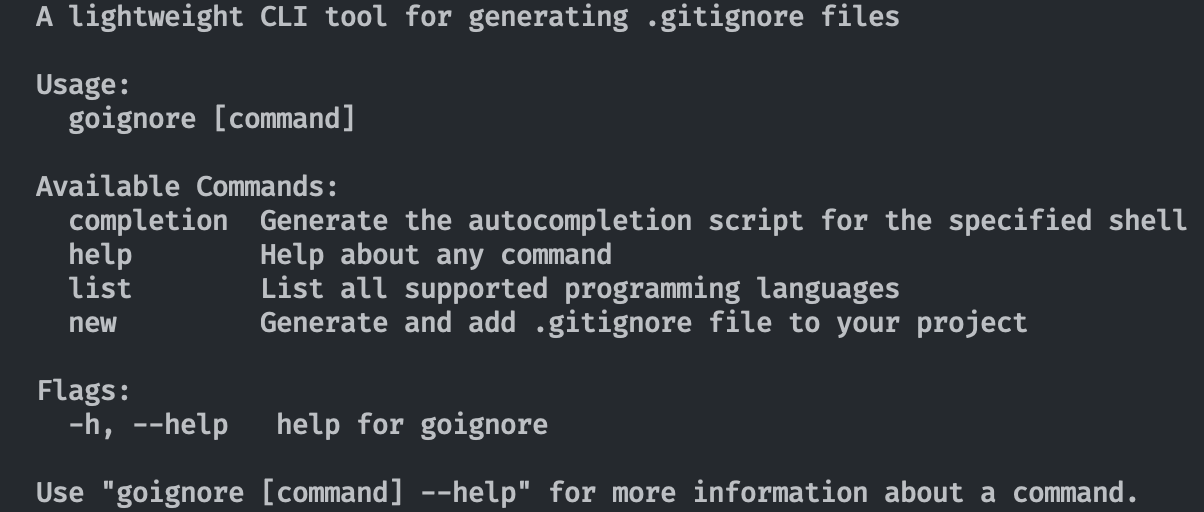 A lightweight CLI tool for generating .gitignore files
Usage:
goignore [command]
Available Commands:
completion  Generate the autocompletion script for the specified shell
help        Help about any command
list        List all supported programming languages
new         Generate and add .gitignore file to your project
Flags:
-h, --help   help for goignore
Use "goignore [command] --help" for more information about a command.